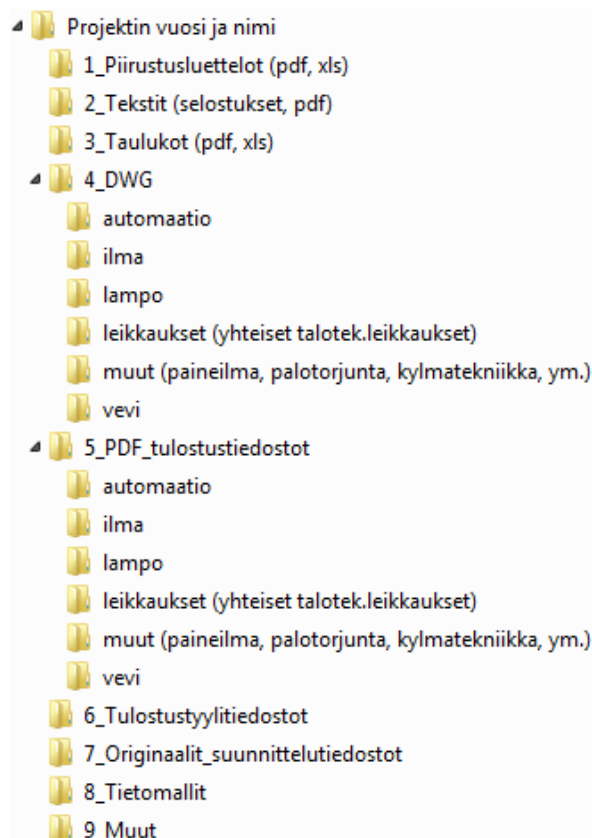 Projektin vuosi ja nimi
1_Piirustusluettelot (pdf, xls)
2_Tekstit (selostukset, pdf)
3_Taulukot (pdf, xls)
4_DWG
automaatio
ilma
lampo
leikkaukset (yhteiset talotek.leikkaukset)
muut (paineilma, palotorjunta, kylmatekniikka, ym.)
vevi
5_PDF_tulostustiedostot
automaatio
ilma
lampo
leikkaukset (yhteiset talotek.leikkaukset)
muut (paineilma, palotorjunta, kylmatekniikka, ym.)
vevi
6_Tulostustyylitiedostot
7_Originaalit_suunnittelutiedostot
8_Tietomallit
9_Muut